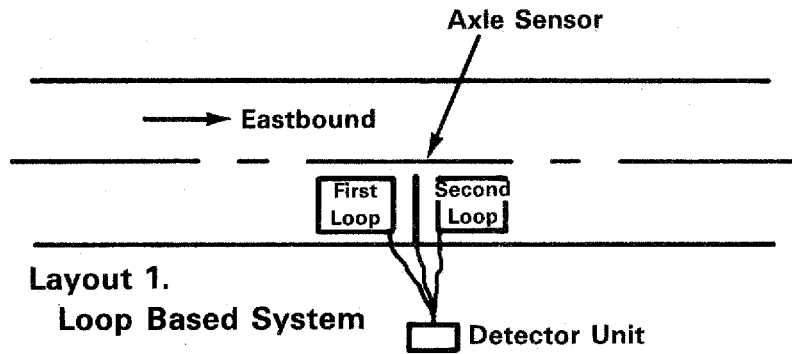 Axle Sensor
Eastbound
First
Loop
Second
Loop
Layout 1.
Loop Based System
Detector Unit